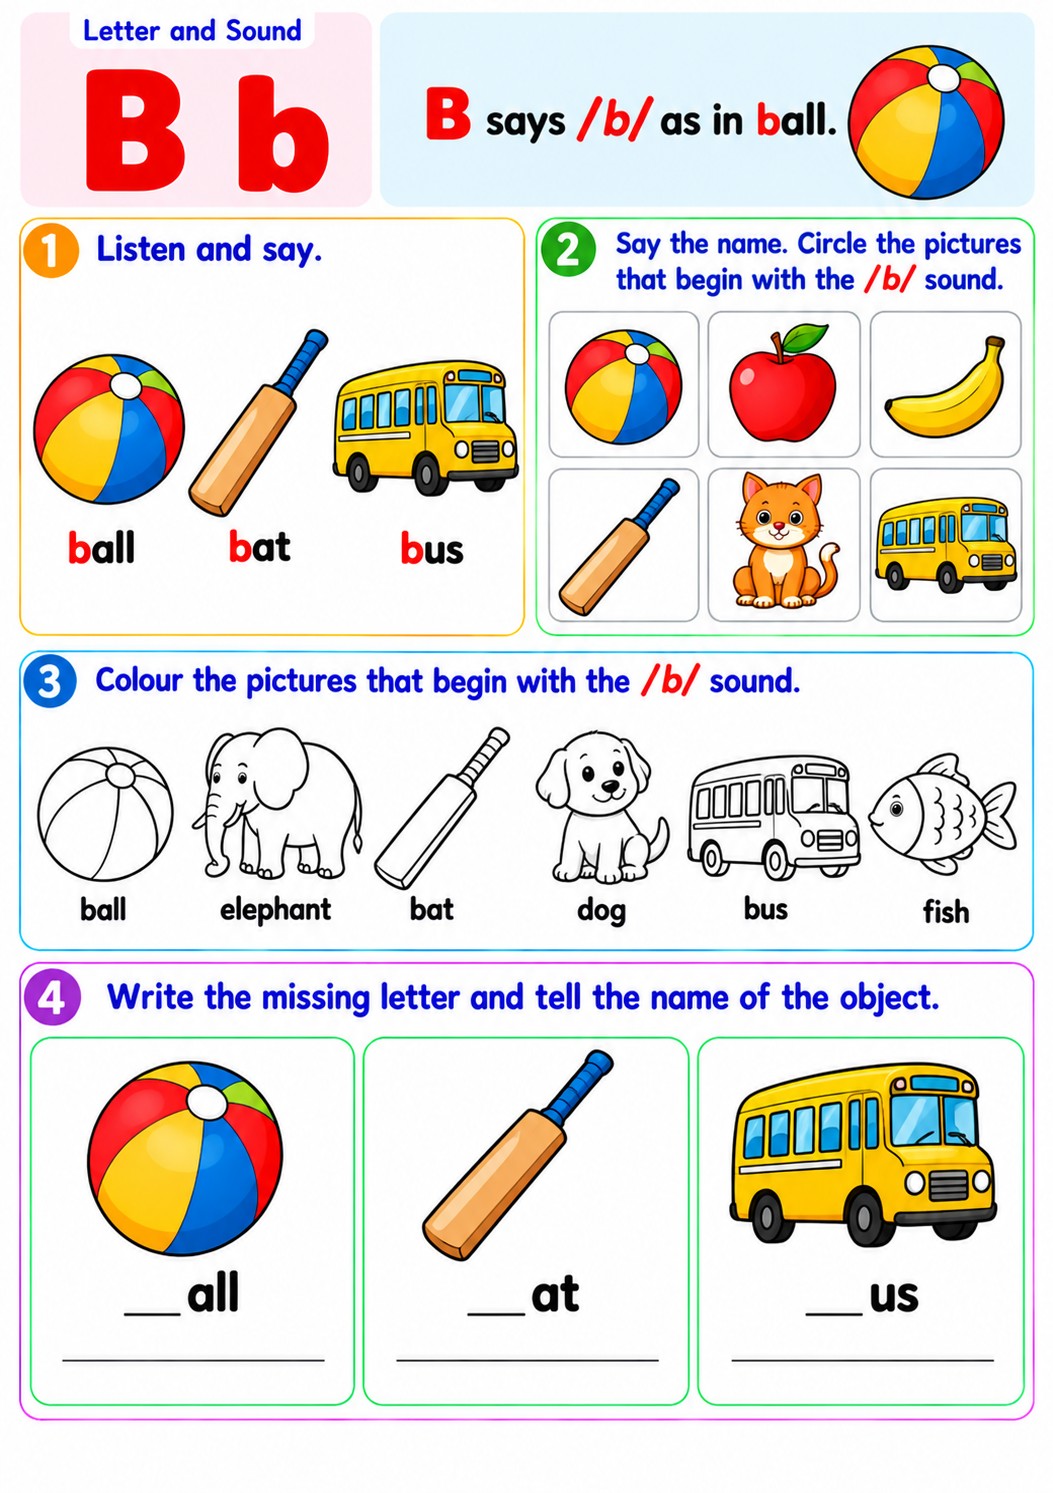 Letter and Sound
B b
B says /b/ as in ball.
1 Listen and say.
ball bat bus
2 Say the name. Circle the pictures
that begin with the /b/ sound.
3 Colour the pictures that begin with the /b/ sound.
ball elephant bat dog bus fish
4 Write the missing letter and tell the name of the object.
__all __at __us